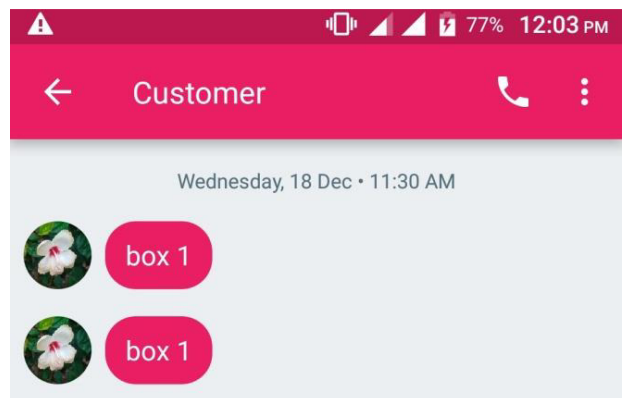 77% 12:03 PM
Customer
Wednesday, 18 Dec • 11:30 AM
box 1
box 1